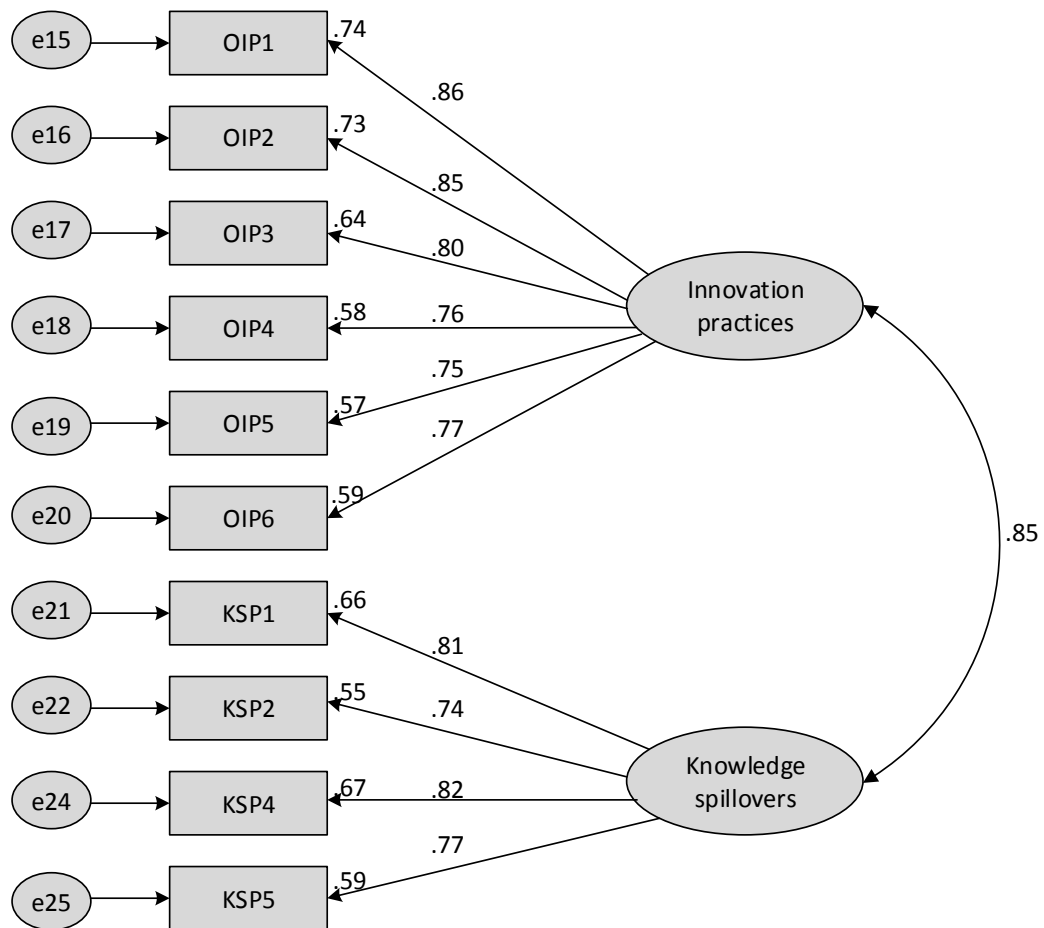 e15
OIP1
.74
.86
e16
OIP2
.73
.85
e17
OIP3
.64
.80
Innovation
practices
e18
OIP4
.58
.76
.75
e19
OIP5
.57
.77
e20
OIP6
.59
.85
e21
KSP1
.66
.81
e22
KSP2
.55
.74
Knowledge
spillovers
e24
KSP4
.67
.82
.77
e25
KSP5
.59